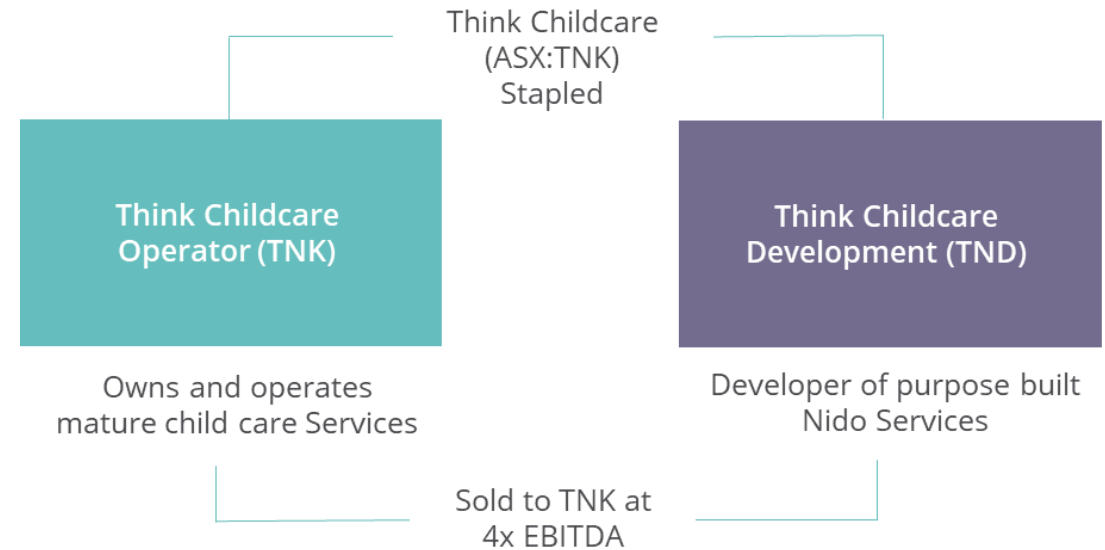 Think Childcare
(ASX:TNK)
Stapled
Think Childcare
Operator (TNK)
Think Childcare
Development (TND)
Owns and operates
mature child care Services
Developer of purpose built
Nido Services
Sold to TNK at
4x EBITDA